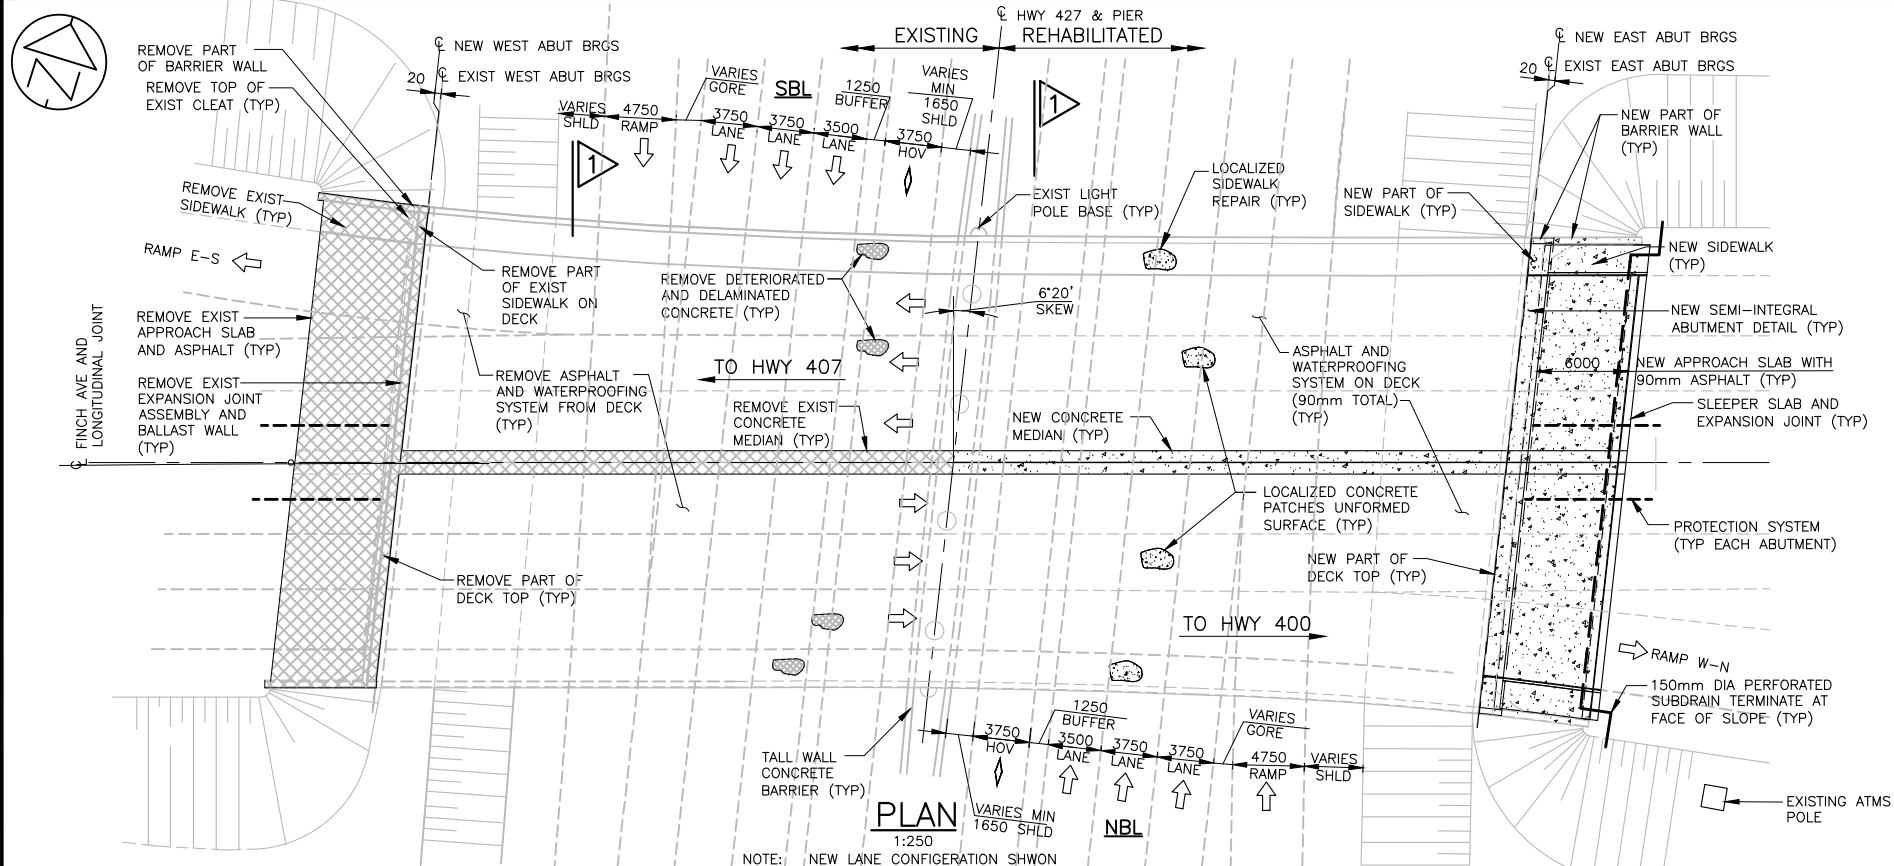 ℄ HWY 427 & PIER
EXISTING
REHABILITATED
℄ NEW WEST ABUT BRGS
20
℄ EXIST WEST ABUT BRGS
℄ NEW EAST ABUT BRGS
20
℄ EXIST EAST ABUT BRGS
REMOVE PART
OF BARRIER WALL
REMOVE TOP OF
EXIST CLEAT (TYP)
N
SBL
VARIES
SHLD
4750
RAMP
VARIES
GORE
3750
LANE
3750
LANE
3500
LANE
1250
BUFFER
3750
HOV
VARIES
MIN
1650
SHLD
1
1
NEW PART OF
BARRIER WALL
(TYP)
REMOVE EXIST
SIDEWALK (TYP)
RAMP E-S
EXIST LIGHT
POLE BASE (TYP)
LOCALIZED
SIDEWALK
REPAIR (TYP)
NEW PART OF
SIDEWALK (TYP)
NEW SIDEWALK
(TYP)
REMOVE PART
OF EXIST
SIDEWALK ON
DECK
REMOVE DETERIORATED
AND DELAMINATED
CONCRETE (TYP)
6°20'
SKEW
REMOVE EXIST
APPROACH SLAB
AND ASPHALT (TYP)
NEW SEMI-INTEGRAL
ABUTMENT DETAIL (TYP)
℄ FINCH AVE AND
LONGITUDINAL JOINT
REMOVE EXIST
EXPANSION JOINT
ASSEMBLY AND
BALLAST WALL
(TYP)
REMOVE ASPHALT
AND WATERPROOFING
SYSTEM FROM DECK
(TYP)
TO HWY 407
REMOVE EXIST
CONCRETE
MEDIAN (TYP)
NEW CONCRETE
MEDIAN (TYP)
ASPHALT AND
WATERPROOFING
SYSTEM ON DECK
(90mm TOTAL)
(TYP)
6000
NEW APPROACH SLAB WITH
90mm ASPHALT (TYP)
SLEEPER SLAB AND
EXPANSION JOINT (TYP)
LOCALIZED CONCRETE
PATCHES UNFORMED
SURFACE (TYP)
PROTECTION SYSTEM
(TYP EACH ABUTMENT)
REMOVE PART OF
DECK TOP (TYP)
NEW PART OF
DECK TOP (TYP)
TO HWY 400
RAMP W-N
150mm DIA PERFORATED
SUBDRAIN TERMINATE AT
FACE OF SLOPE (TYP)
TALL WALL
CONCRETE
BARRIER (TYP)
VARIES MIN
1650 SHLD
3750
HOV
1250
BUFFER
3500
LANE
3750
LANE
3750
LANE
VARIES
GORE
4750
RAMP
VARIES
SHLD
NBL
EXISTING ATMS
POLE
PLAN
1:250
NOTE: NEW LANE CONFIGERATION SHWON